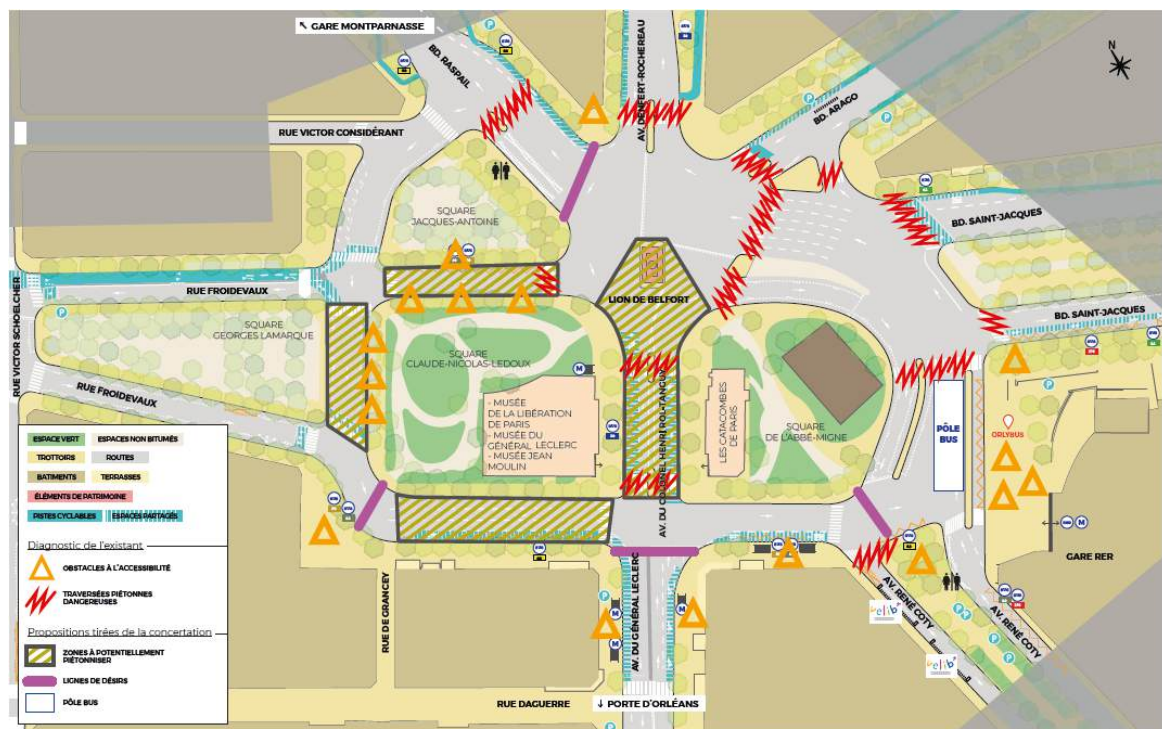 ↖ GARE MONTPARNASSE
N
BD. RASPAIL
AV. DENFERT-ROCHEREAU
BD. ARAGO
RUE VICTOR CONSIDÉRANT
SQUARE
JACQUES-ANTOINE
BD. SAINT-JACQUES
RUE FROIDEVAUX
LION DE BELFORT
BD. SAINT-JACQUES
RUE VICTOR SCHOELCHER
SQUARE
GEORGES LAMARQUE
SQUARE
CLAUDE-NICOLAS-LEDOUX
RUE FROIDEVAUX
- MUSÉE
DE LA LIBÉRATION
DE PARIS
- MUSÉE DU
GÉNÉRAL LECLERC
- MUSÉE JEAN
MOULIN
AV. DU COLONEL HENRI ROL-TANGUY
LES CATACOMBES
DE PARIS
SQUARE
DE L'ABBÉ-MIGNE
PÔLE
BUS
ORLYBUS
GARE RER
RUE DE GRANCEY
AV. DU GÉNÉRAL LECLERC
AV. RENÉ COTY
AV. RENÉ COTY
velib'
velib'
RUE DAGUERRE
↓ PORTE D'ORLÉANS
ESPACE VERT
ESPACES NON BITUMÉS
TROTTOIRS
ROUTES
BATIMENTS
TERRASSES
ÉLÉMENTS DE PATRIMOINE
PISTES CYCLABLES
ESPACES PARTAGÉS
Diagnostic de l'existant
OBSTACLES À L'ACCESSIBILITÉ
TRAVERSÉES PIÉTONNES
DANGEREUSES
Propositions tirées de la concertation
ZONES À POTENTIELLEMENT
PIÉTONNISER
LIGNES DE DÉSIRS
PÔLE BUS